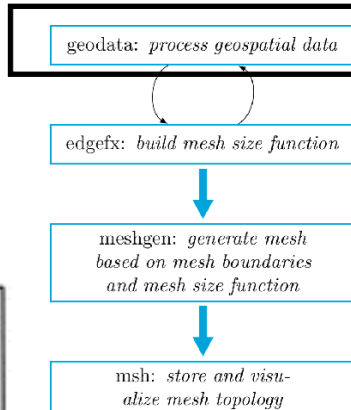 geodata: process geospatial data
edgefx: build mesh size function
meshgen: generate mesh
based on mesh boundaries
and mesh size function
msh: store and visu-
alize mesh topology